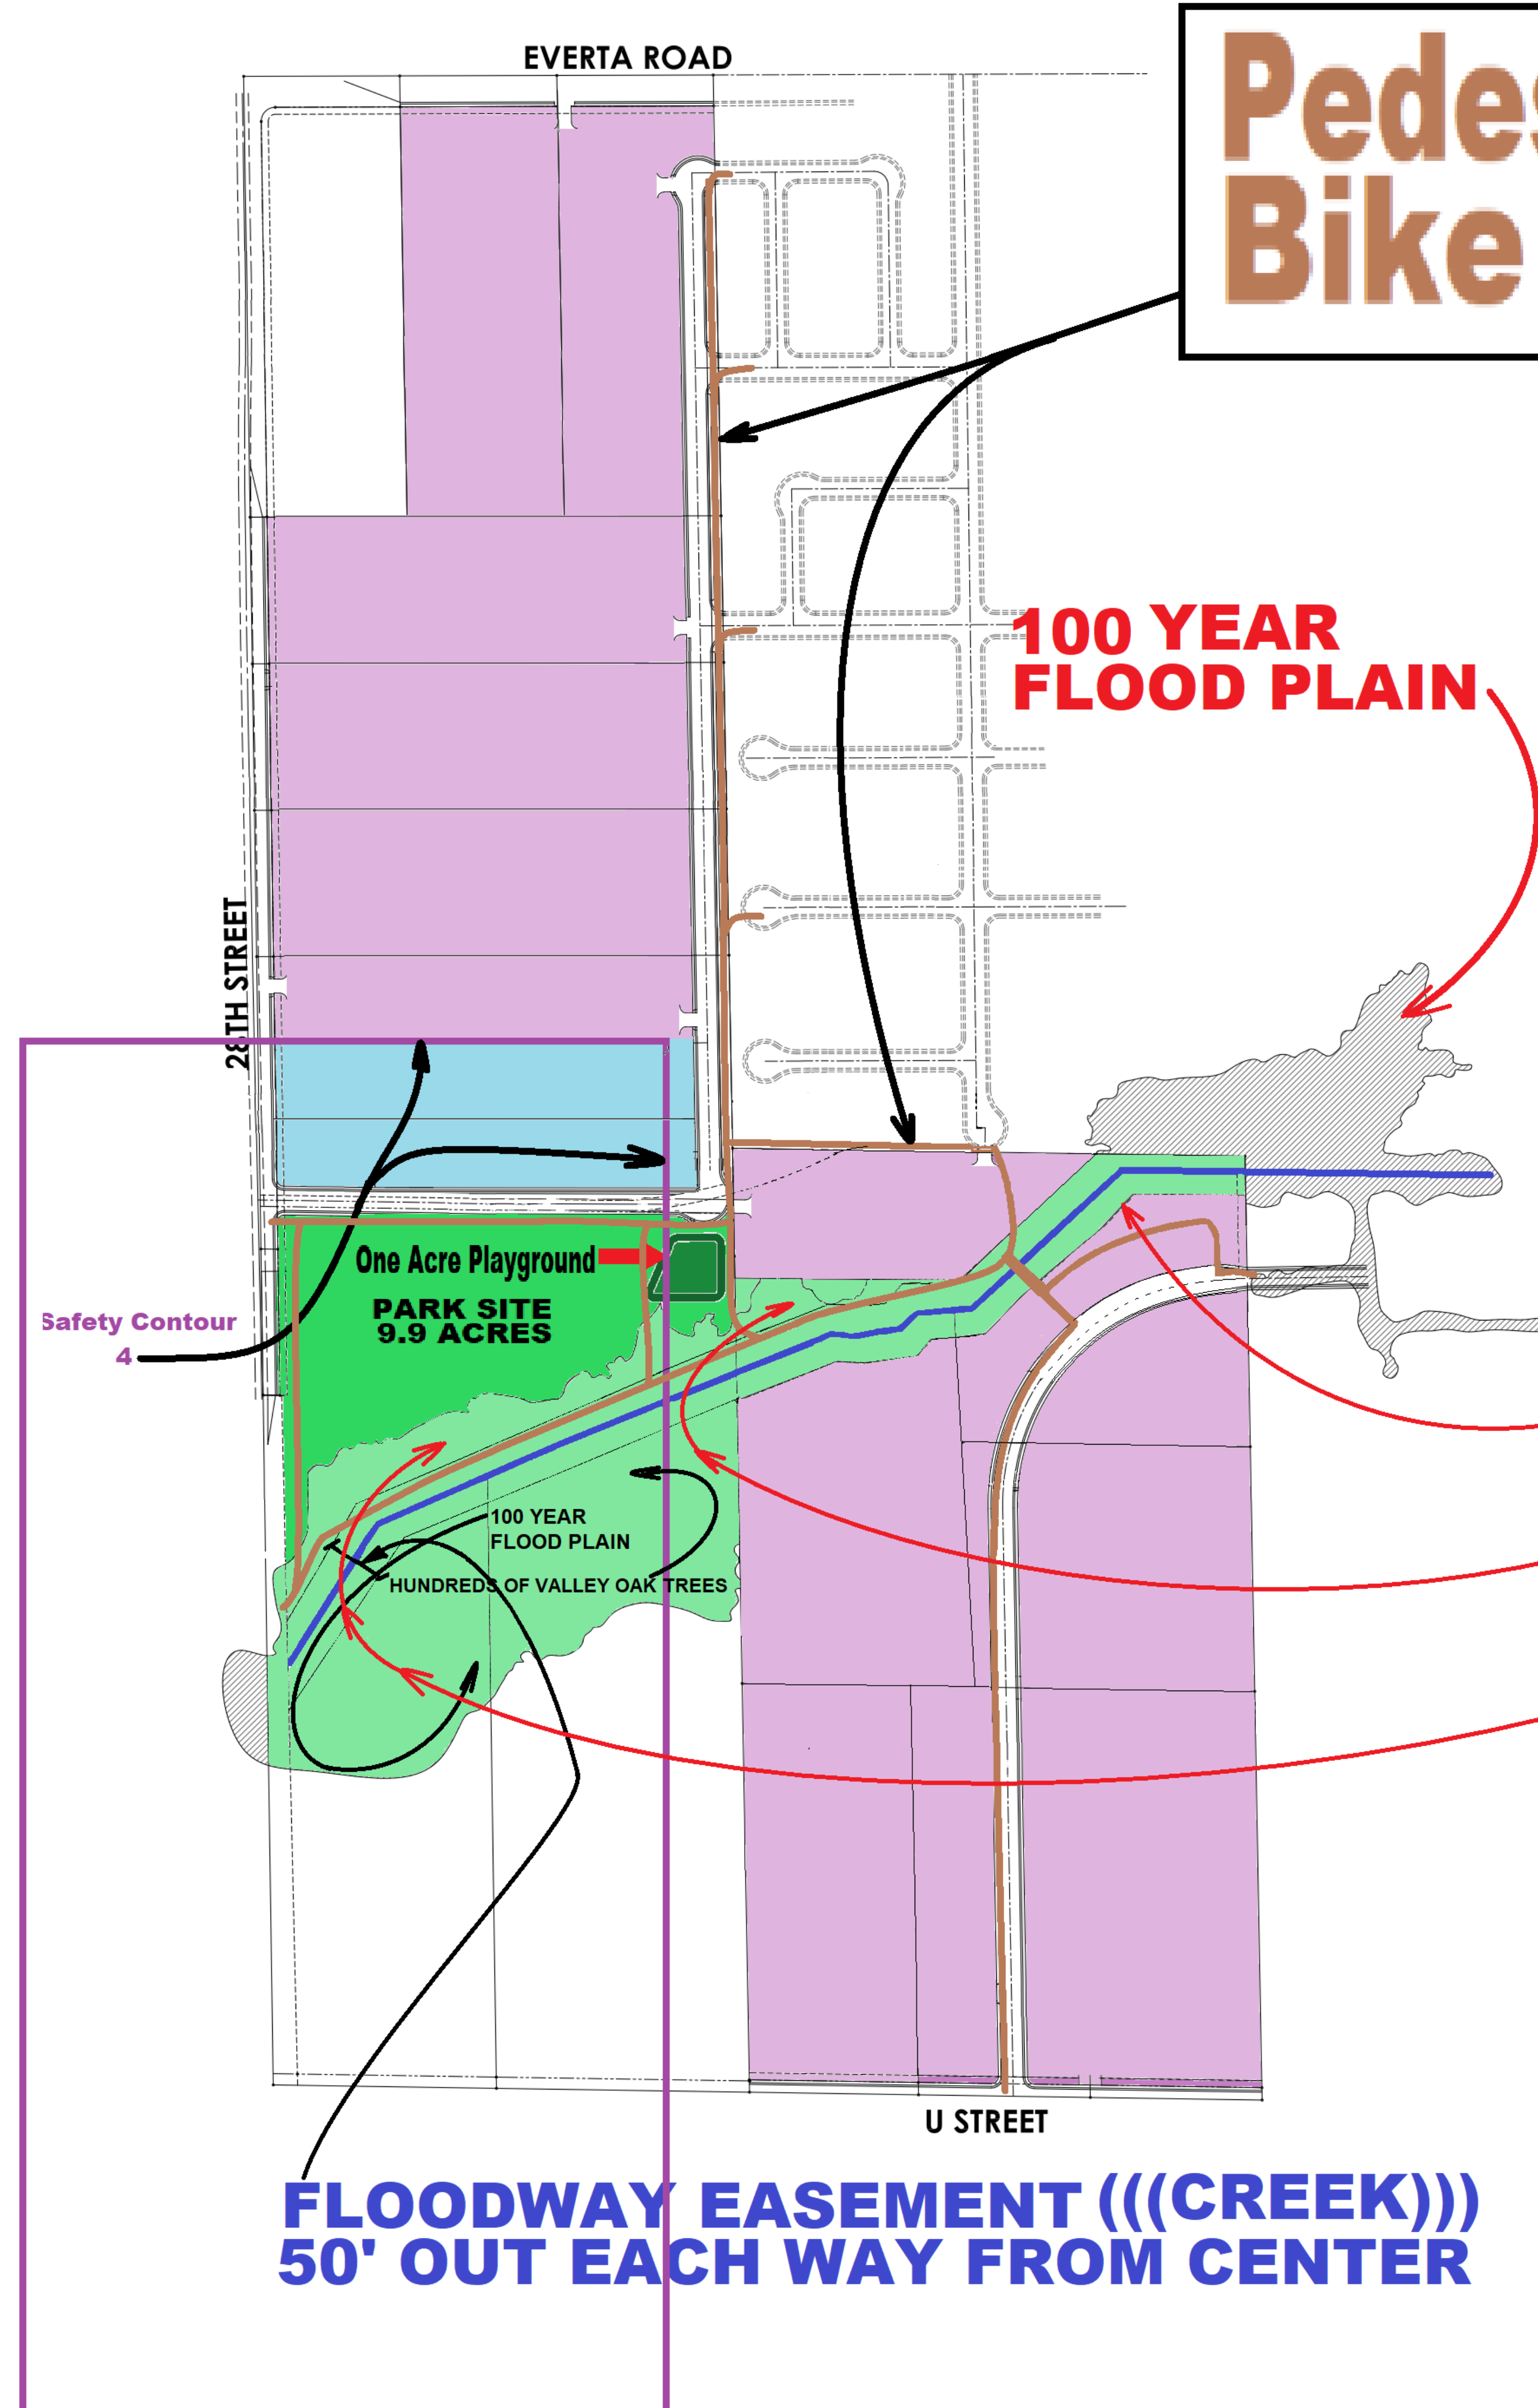 EVERTA ROAD
Pedes
Bike
100 YEAR
FLOOD PLAIN
28TH STREET
One Acre Playground
PARK SITE
9.9 ACRES
Safety Contour
4
100 YEAR
FLOOD PLAIN
HUNDREDS OF VALLEY OAK TREES
U STREET
FLOODWAY EASEMENT (((CREEK)))
50' OUT EACH WAY FROM CENTER